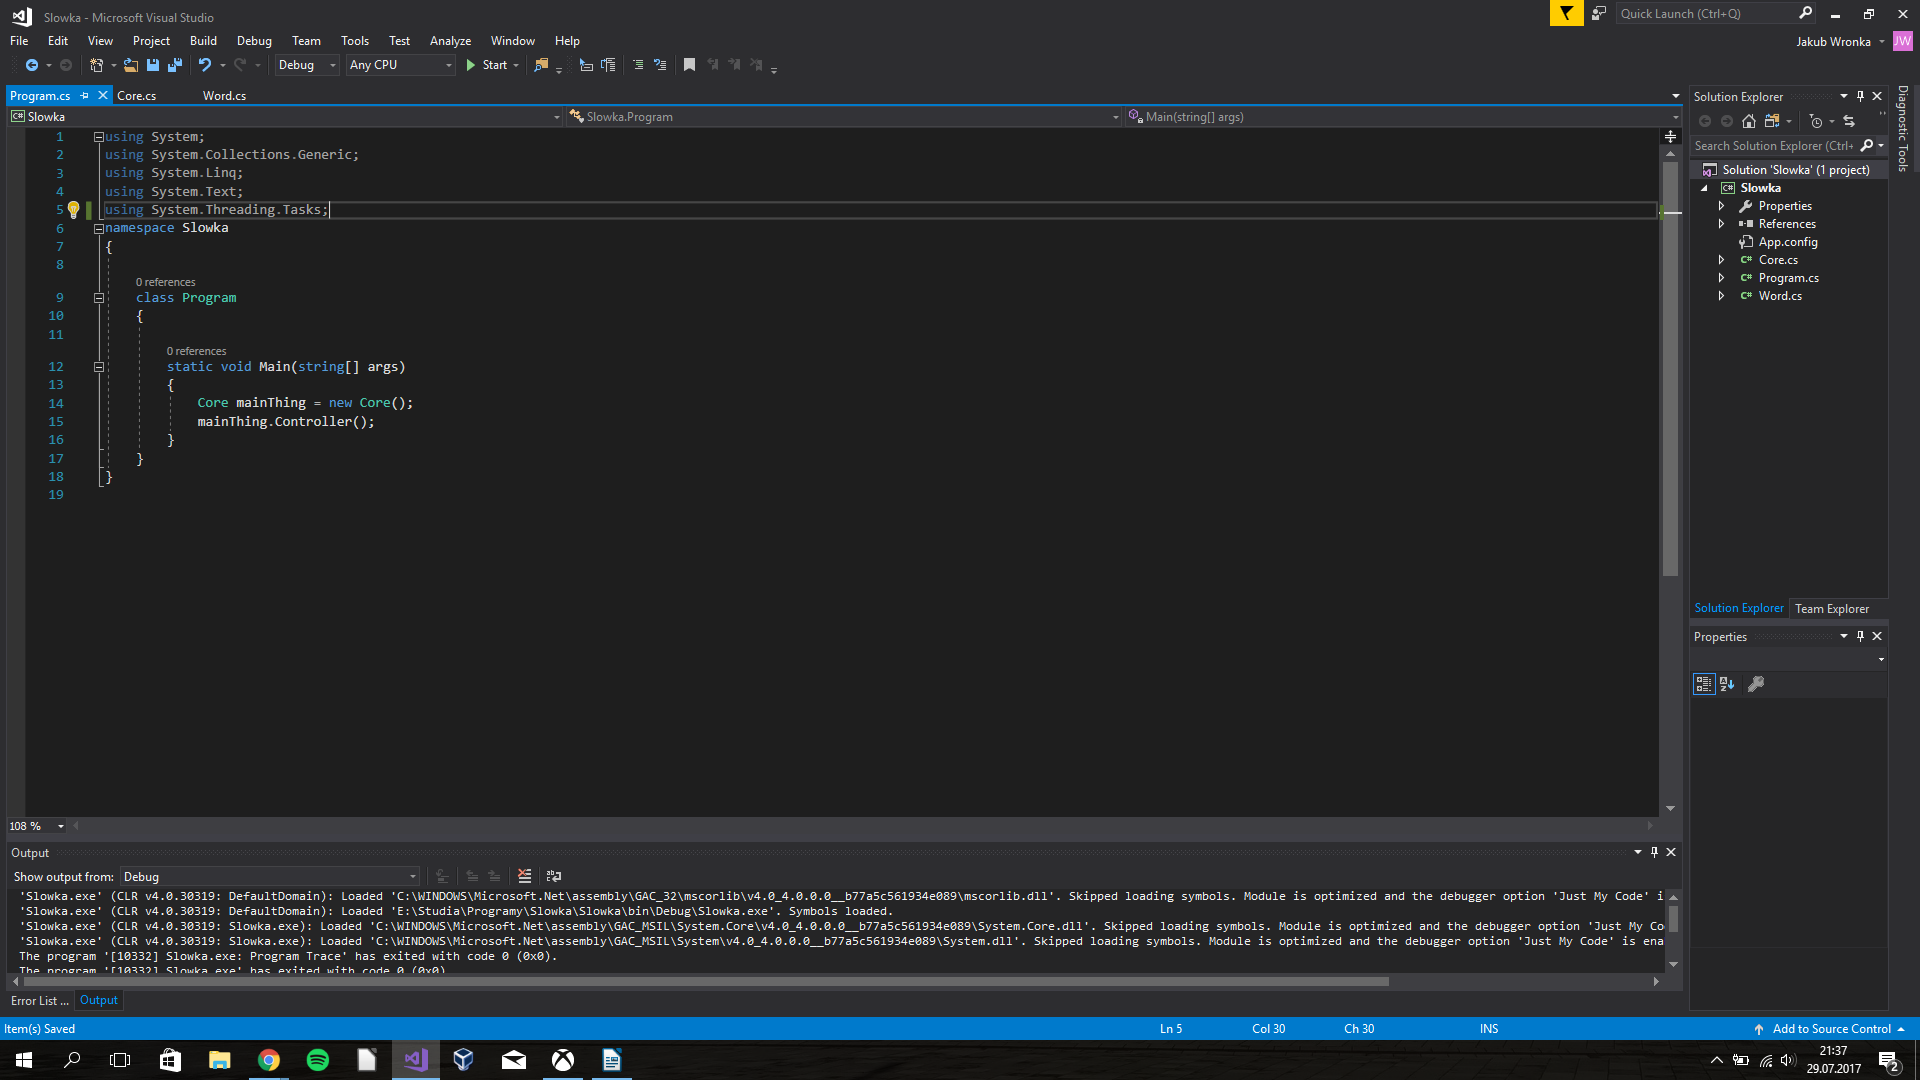 Slowka - Microsoft Visual Studio
Quick Launch (Ctrl+Q)
File Edit View Project Build Debug Team Tools Test Analyze Window Help
Jakub Wronka JW
Debug Any CPU Start
Program.cs Core.cs Word.cs
Slowka Slowka.Program Main(string[] args)
1 using System;
2 using System.Collections.Generic;
3 using System.Linq;
4 using System.Text;
5 using System.Threading.Tasks;
6 namespace Slowka
7 {
8
0 references
9 class Program
10 {
11
0 references
12 static void Main(string[] args)
13 {
14 Core mainThing = new Core();
15 mainThing.Controller();
16 }
17 }
18 }
19
108 %
Solution Explorer
Search Solution Explorer (Ctrl+
Solution 'Slowka' (1 project)
Slowka
Properties
References
App.config
C# Core.cs
C# Program.cs
C# Word.cs
Solution Explorer Team Explorer
Properties
Diagnostic Tools
Output
Show output from: Debug
'Slowka.exe' (CLR v4.0.30319: DefaultDomain): Loaded 'C:\WINDOWS\Microsoft.Net\assembly\GAC_32\mscorlib\v4.0_4.0.0.0__b77a5c561934e089\mscorlib.dll'. Skipped loading symbols. Module is optimized and the debugger option 'Just My Code' i
'Slowka.exe' (CLR v4.0.30319: DefaultDomain): Loaded 'E:\Studia\Programy\Slowka\Slowka\bin\Debug\Slowka.exe'. Symbols loaded.
'Slowka.exe' (CLR v4.0.30319: Slowka.exe): Loaded 'C:\WINDOWS\Microsoft.Net\assembly\GAC_MSIL\System.Core\v4.0_4.0.0.0__b77a5c561934e089\System.Core.dll'. Skipped loading symbols. Module is optimized and the debugger option 'Just My Co
'Slowka.exe' (CLR v4.0.30319: Slowka.exe): Loaded 'C:\WINDOWS\Microsoft.Net\assembly\GAC_MSIL\System\v4.0_4.0.0.0__b77a5c561934e089\System.dll'. Skipped loading symbols. Module is optimized and the debugger option 'Just My Code' is ena
The program '[10332] Slowka.exe: Program Trace' has exited with code 0 (0x0).
The program '[10332] Slowka.exe' has exited with code 0 (0x0).
Error List ... Output
Item(s) Saved Ln 5 Col 30 Ch 30 INS Add to Source Control
21:37
29.07.2017
2